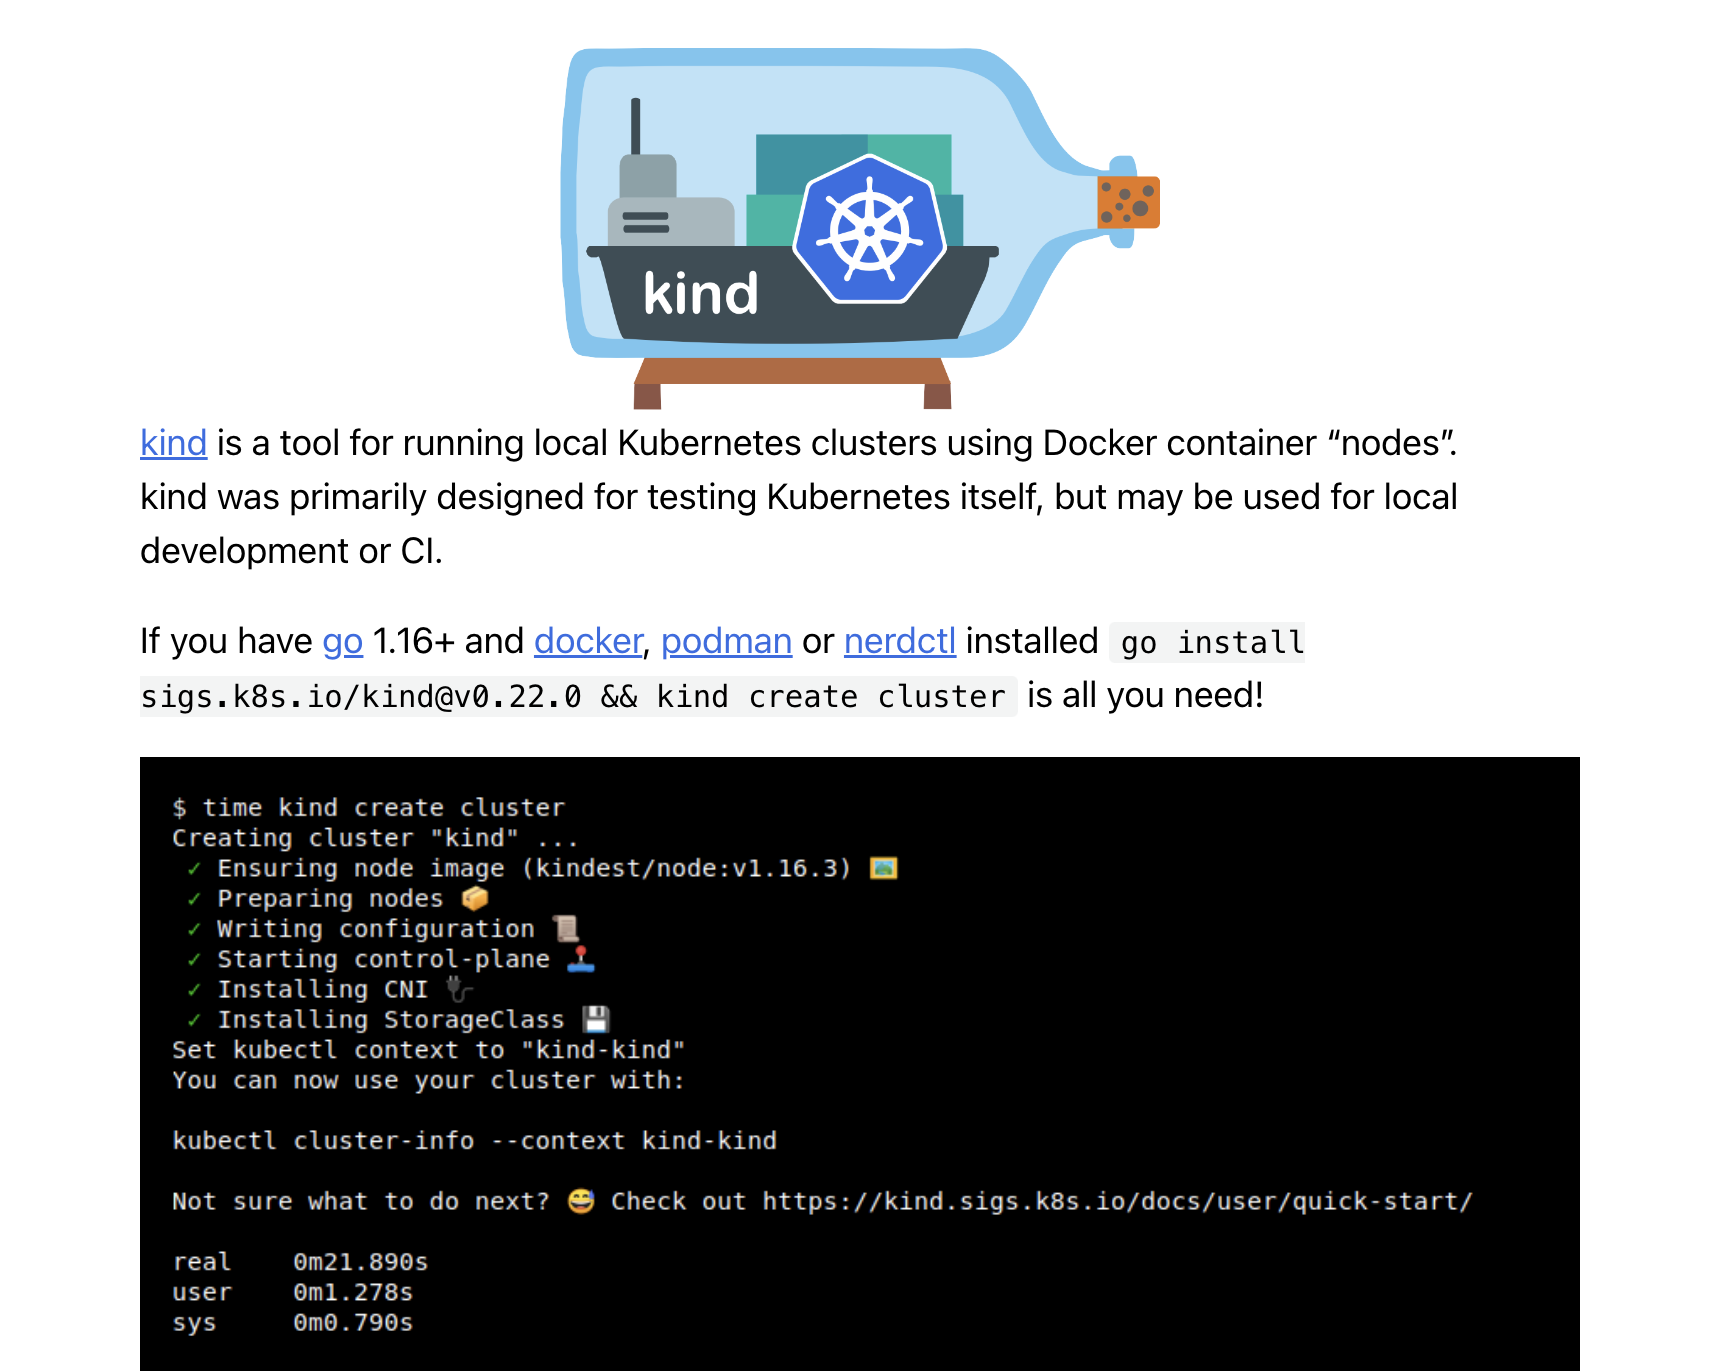 kind
kind is a tool for running local Kubernetes clusters using Docker container “nodes”.
kind was primarily designed for testing Kubernetes itself, but may be used for local
development or CI.
If you have go 1.16+ and docker, podman or nerdctl installed go install
sigs.k8s.io/kind@v0.22.0 && kind create cluster is all you need!
$ time kind create cluster
Creating cluster "kind" ...
✓ Ensuring node image (kindest/node:v1.16.3) 🖼️
✓ Preparing nodes 📦
✓ Writing configuration 📜
✓ Starting control-plane 🕹️
✓ Installing CNI 🔌
✓ Installing StorageClass 💾
Set kubectl context to "kind-kind"
You can now use your cluster with:
kubectl cluster-info --context kind-kind
Not sure what to do next? 😅 Check out https://kind.sigs.k8s.io/docs/user/quick-start/
real 0m21.890s
user 0m1.278s
sys 0m0.790s